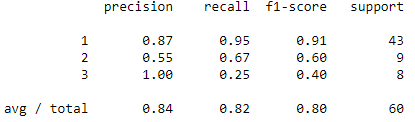 precision recall f1-score support
1 0.87 0.95 0.91 43
2 0.55 0.67 0.60 9
3 1.00 0.25 0.40 8
avg / total 0.84 0.82 0.80 60